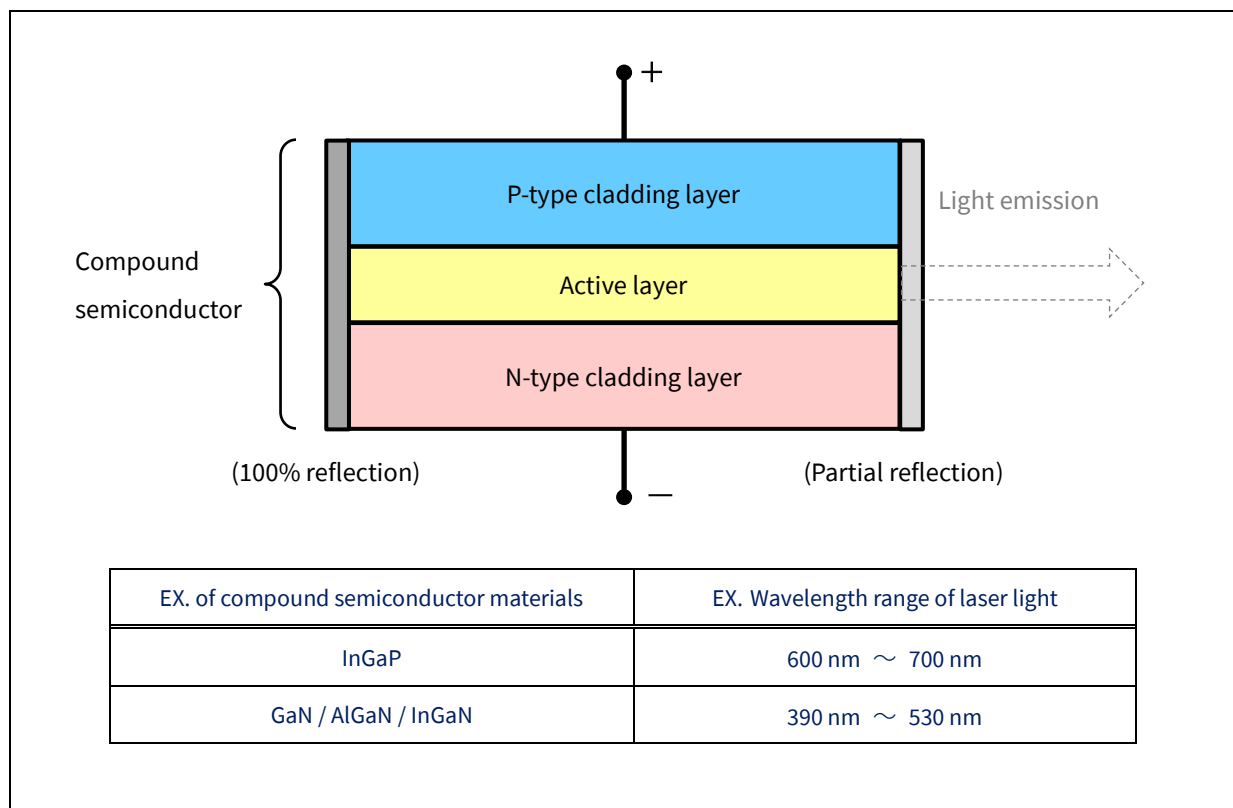 +
P-type cladding layer
Light emission
Compound
semiconductor
Active layer
N-type cladding layer
(100% reflection)
(Partial reflection)
−
EX. of compound semiconductor materials
EX. Wavelength range of laser light
InGaP
600 nm ～ 700 nm
GaN / AlGaN / InGaN
390 nm ～ 530 nm